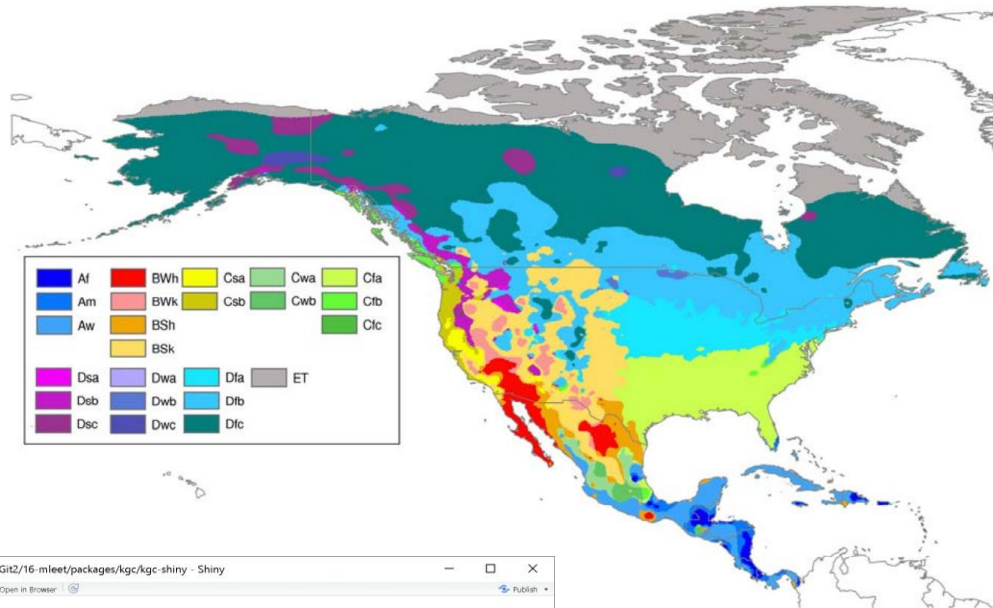 Af BWh Csa Cwa Cfa
Am BWk Csb Cwb Cfb
Aw BSh Cfc
BSk
Dsa Dwa Dfa ET
Dsb Dwb Dfb
Dsc Dwc Dfc
Git2/16-mleet/packages/kgc/kgc-shiny - Shiny
Open in Browser Publish